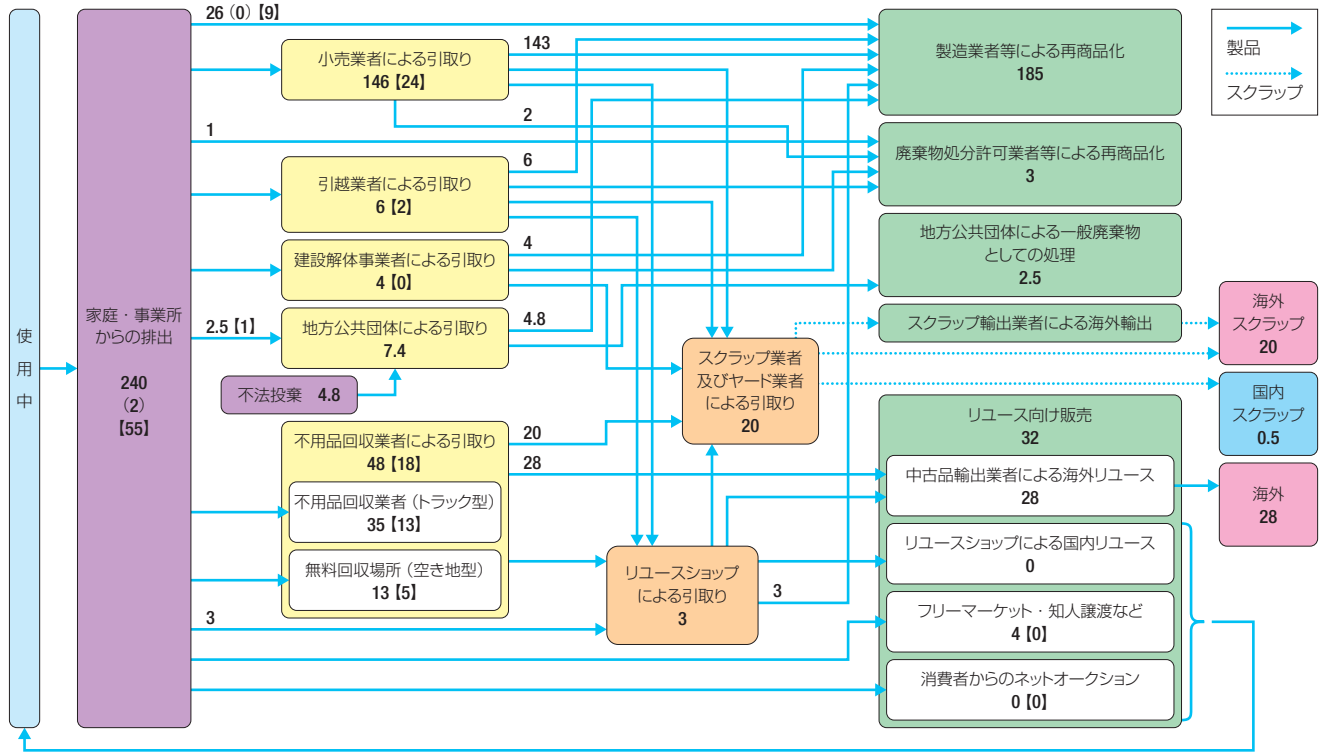 使用中
家庭・事業所
からの排出
240
(2)
【55】
26 (0)【9】
小売業者による引取り
146【24】
143
2
1
引越業者による引取り
6【2】
6
建設解体事業者による引取り
4【0】
4
2.5【1】
地方公共団体による引取り
7.4
4.8
不法投棄 4.8
不用品回収業者による引取り
48【18】
20
28
不用品回収業者（トラック型）
35【13】
無料回収場所（空き地型）
13【5】
3
スクラップ業者
及びヤード業者
による引取り
20
リユースショップ
による引取り
3
3
製造業者等による再商品化
185
廃棄物処分許可業者等による再商品化
3
地方公共団体による一般廃棄物
としての処理
2.5
スクラップ輸出業者による海外輸出
リユース向け販売
32
中古品輸出業者による海外リユース
28
リユースショップによる国内リユース
0
フリーマーケット・知人譲渡など
4【0】
消費者からのネットオークション
0【0】
海外
スクラップ
20
国内
スクラップ
0.5
海外
28
製品
スクラップ